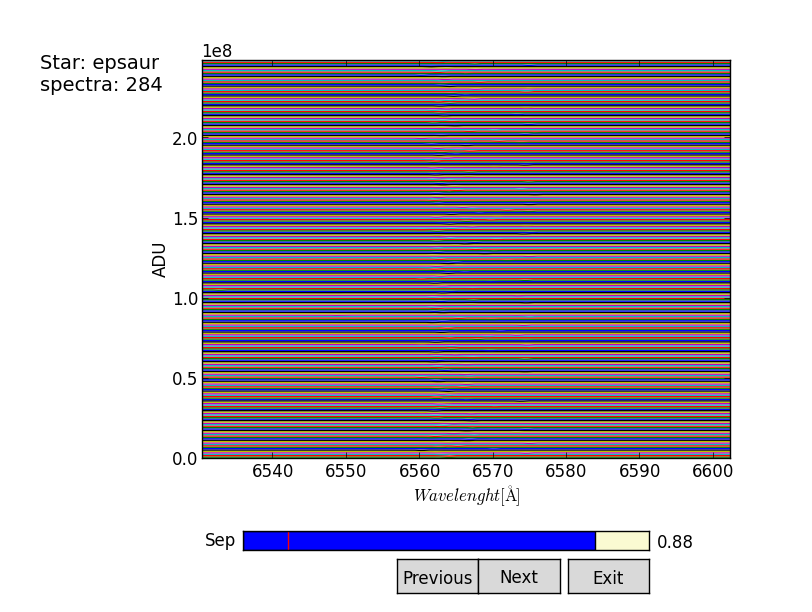 Star: epsaur
spectra: 284
1e8
2.0
1.5
1.0
0.5
0.0
ADU
6540 6550 6560 6570 6580 6590 6600
Wavelenght[Å]
Sep 0.88
Previous Next Exit